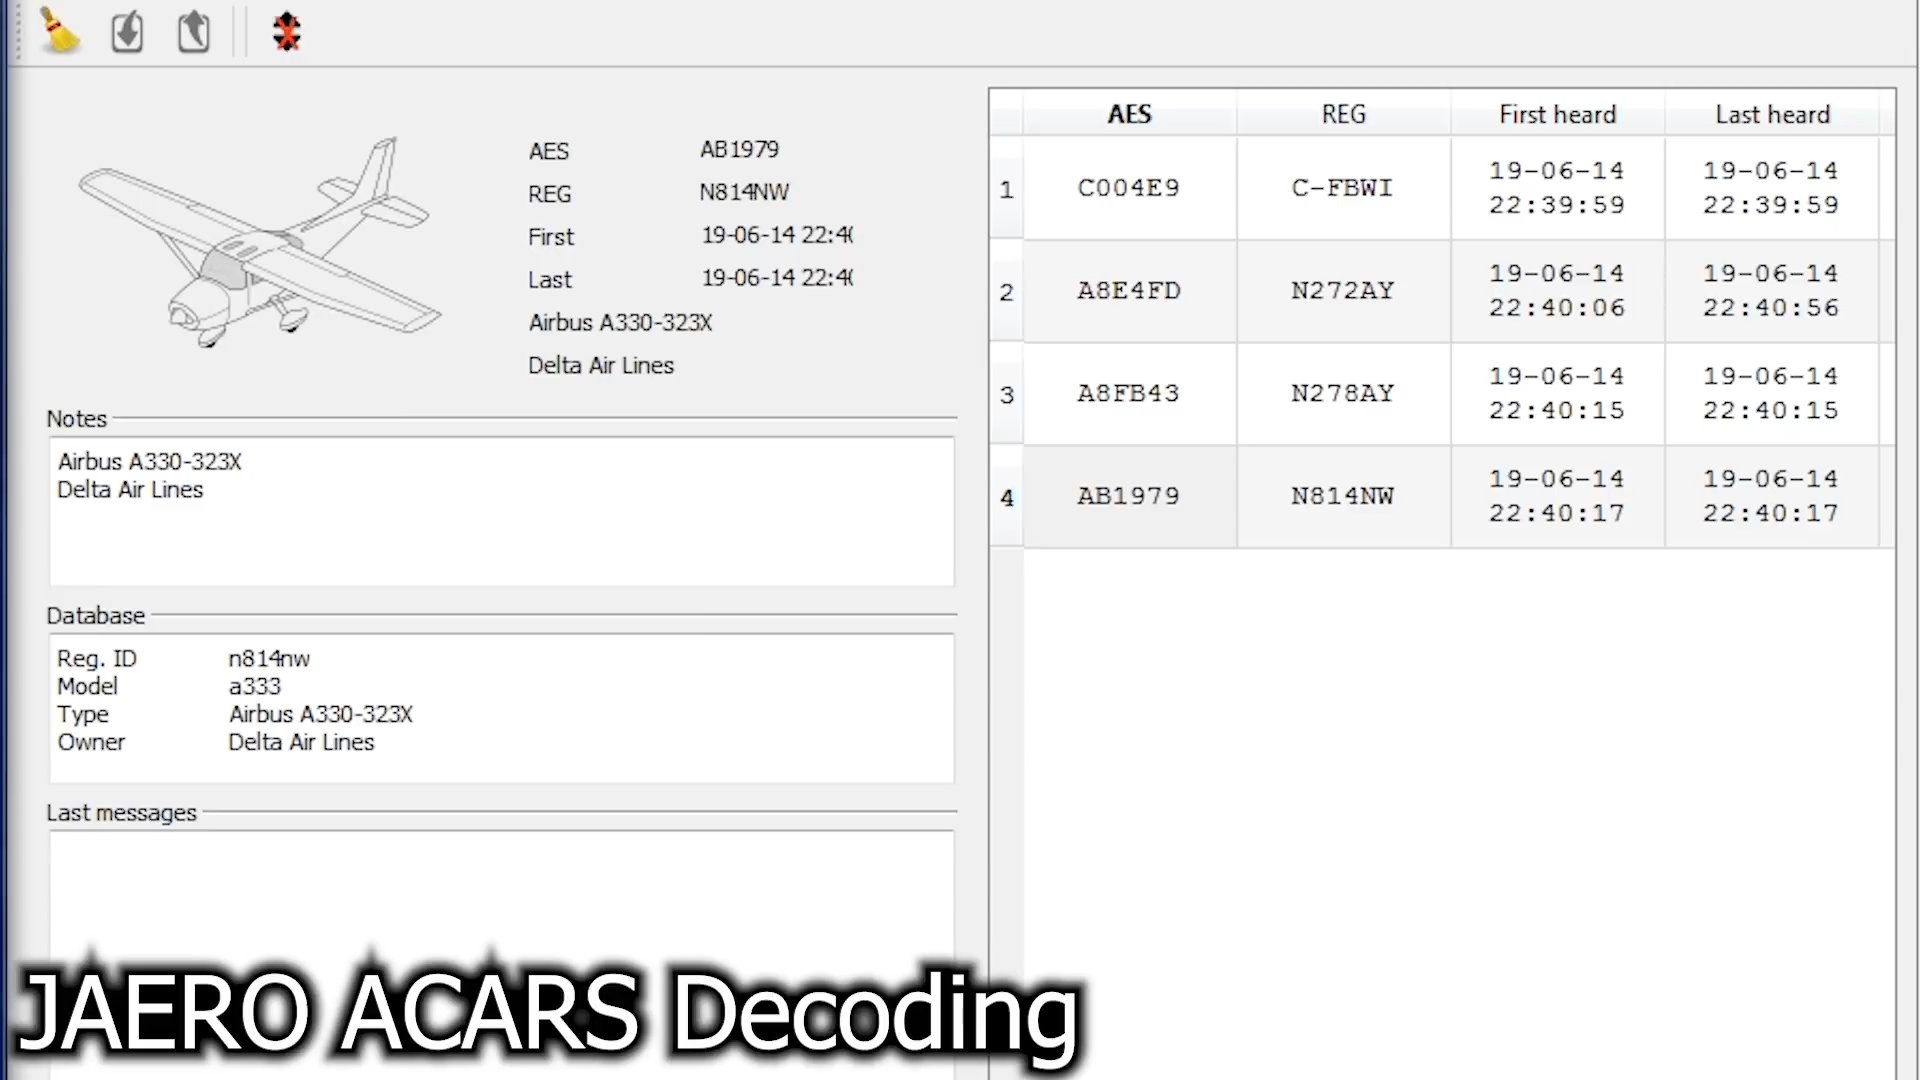 AES AB1979
REG N814NW
First 19-06-14 22:4
Last 19-06-14 22:4
Airbus A330-323X
Delta Air Lines
Notes
Airbus A330-323X
Delta Air Lines
Database
Reg. ID n814nw
Model a333
Type Airbus A330-323X
Owner Delta Air Lines
Last messages
AES REG First heard Last heard
1 C004E9 C-FBWI 19-06-14 22:39:59 19-06-14 22:39:59
2 A8E4FD N272AY 19-06-14 22:40:06 19-06-14 22:40:56
3 A8FB43 N278AY 19-06-14 22:40:15 19-06-14 22:40:15
4 AB1979 N814NW 19-06-14 22:40:17 19-06-14 22:40:17
JAERO ACARS Decoding